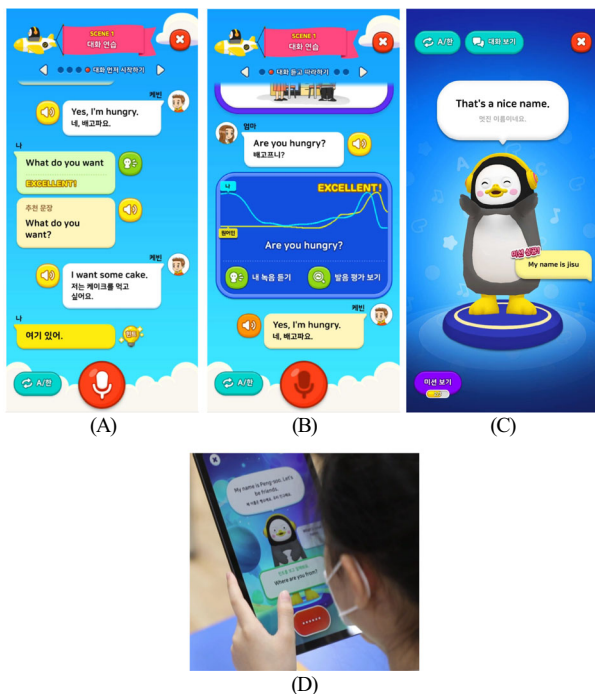 SCENE 1
대화 연습
대화 먼저 시작하기
케빈
Yes, I'm hungry.
네, 배고파요.
나
What do you want
EXCELLENT!
추천 문장
What do you
want?
케빈
I want some cake.
저는 케이크를 먹고
싶어요.
나
여기 있어.
힌트
A/한
(A)
SCENE 1
대화 연습
대화 듣고 따라하기
엄마
Are you hungry?
배고프니?
나
EXCELLENT!
원어민
Are you hungry?
내 녹음 듣기
발음 평가 보기
케빈
Yes, I'm hungry.
네, 배고파요.
A/한
(B)
A/한
대화 보기
That's a nice name.
멋진 이름이네요.
미션 성공!
My name is jisu
미션 보기
(C)
My name is Peng-soo. Let's
be friends.
Where are you from?
(D)